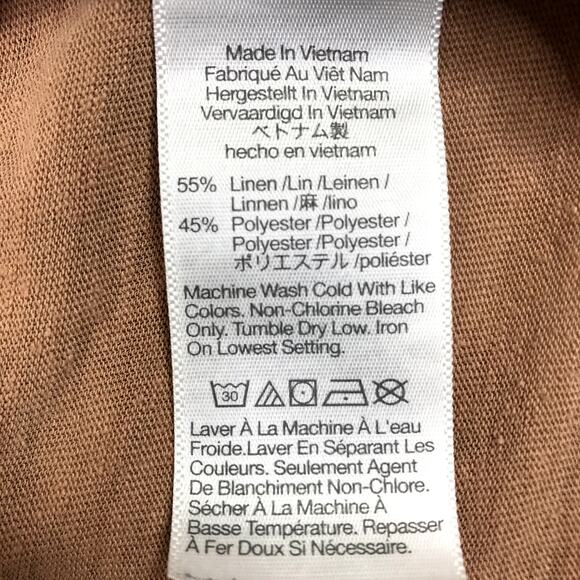 Made In Vietnam
Fabriqué Au Viêt Nam
Hergestellt In Vietnam
Vervaardigd In Vietnam
ベトナム製
hecho en vietnam
55% Linen /Lin /Leinen /
Linnen /麻 /lino
45% Polyester /Polyester /
Polyester /Polyester /
ポリエステル /poliéster
Machine Wash Cold With Like
Colors. Non-Chlorine Bleach
Only. Tumble Dry Low. Iron
On Lowest Setting.
30
Laver À La Machine À L'eau
Froide.Laver En Séparant Les
Couleurs. Seulement Agent
De Blanchiment Non-Chlore.
Sécher À La Machine À
Basse Température. Repasser
À Fer Doux Si Nécessaire.